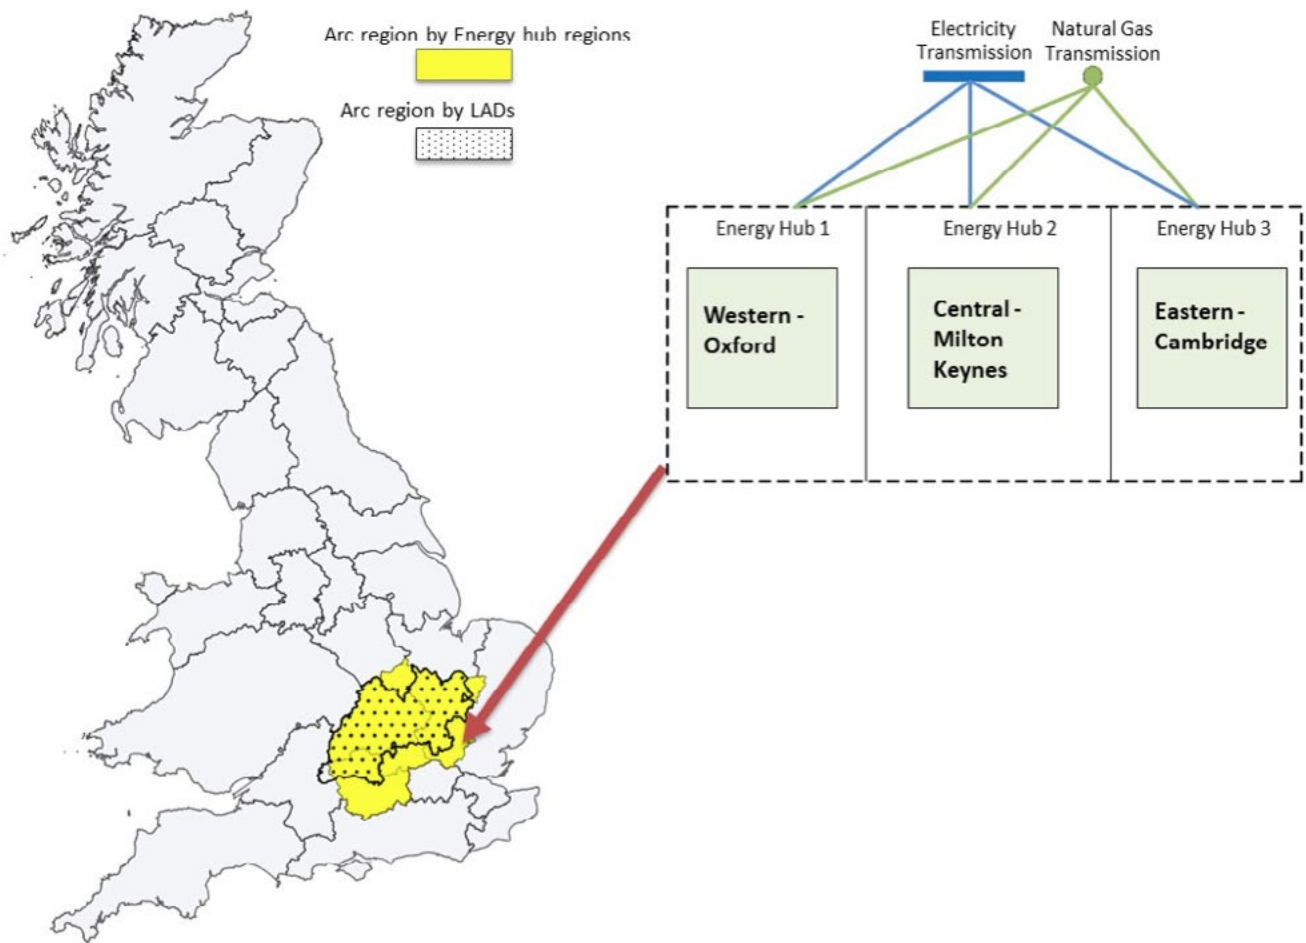 Arc region by Energy hub regions
Arc region by LADs
Electricity
Transmission
Natural Gas
Transmission
Energy Hub 1
Energy Hub 2
Energy Hub 3
Western -
Oxford
Central -
Milton
Keynes
Eastern -
Cambridge